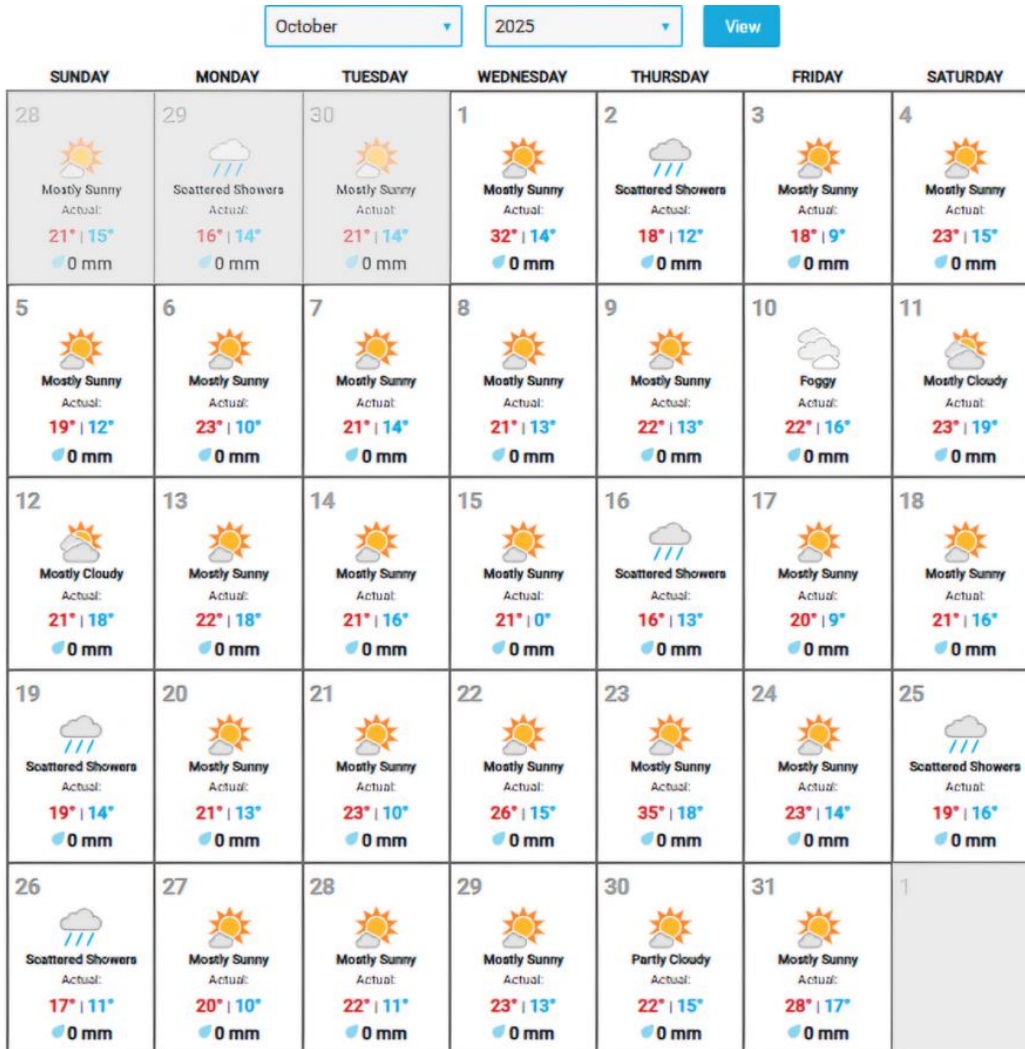 October 2025 View
SUNDAY MONDAY TUESDAY WEDNESDAY THURSDAY FRIDAY SATURDAY
28 29 30 1 2 3 4
Mostly Sunny Scattered Showers Mostly Sunny Mostly Sunny Scattered Showers Mostly Sunny Mostly Sunny
Actual: Actual: Actual: Actual: Actual: Actual: Actual:
21° | 15° 16° | 14° 21° | 14° 32° | 14° 18° | 12° 18° | 9° 23° | 15°
0 mm 0 mm 0 mm 0 mm 0 mm 0 mm 0 mm
5 6 7 8 9 10 11
Mostly Sunny Mostly Sunny Mostly Sunny Mostly Sunny Mostly Sunny Foggy Mostly Cloudy
Actual: Actual: Actual: Actual: Actual: Actual: Actual:
19° | 12° 23° | 10° 21° | 14° 21° | 13° 22° | 13° 22° | 16° 23° | 19°
0 mm 0 mm 0 mm 0 mm 0 mm 0 mm 0 mm
12 13 14 15 16 17 18
Mostly Cloudy Mostly Sunny Mostly Sunny Mostly Sunny Scattered Showers Mostly Sunny Mostly Sunny
Actual: Actual: Actual: Actual: Actual: Actual: Actual:
21° | 18° 22° | 18° 21° | 16° 21° | 0° 16° | 13° 20° | 9° 21° | 16°
0 mm 0 mm 0 mm 0 mm 0 mm 0 mm 0 mm
19 20 21 22 23 24 25
Scattered Showers Mostly Sunny Mostly Sunny Mostly Sunny Mostly Sunny Mostly Sunny Scattered Showers
Actual: Actual: Actual: Actual: Actual: Actual: Actual:
19° | 14° 21° | 13° 23° | 10° 26° | 15° 35° | 18° 23° | 14° 19° | 16°
0 mm 0 mm 0 mm 0 mm 0 mm 0 mm 0 mm
26 27 28 29 30 31 1
Scattered Showers Mostly Sunny Mostly Sunny Mostly Sunny Partly Cloudy Mostly Sunny
Actual: Actual: Actual: Actual: Actual: Actual:
17° | 11° 20° | 10° 22° | 11° 23° | 13° 22° | 15° 28° | 17°
0 mm 0 mm 0 mm 0 mm 0 mm 0 mm